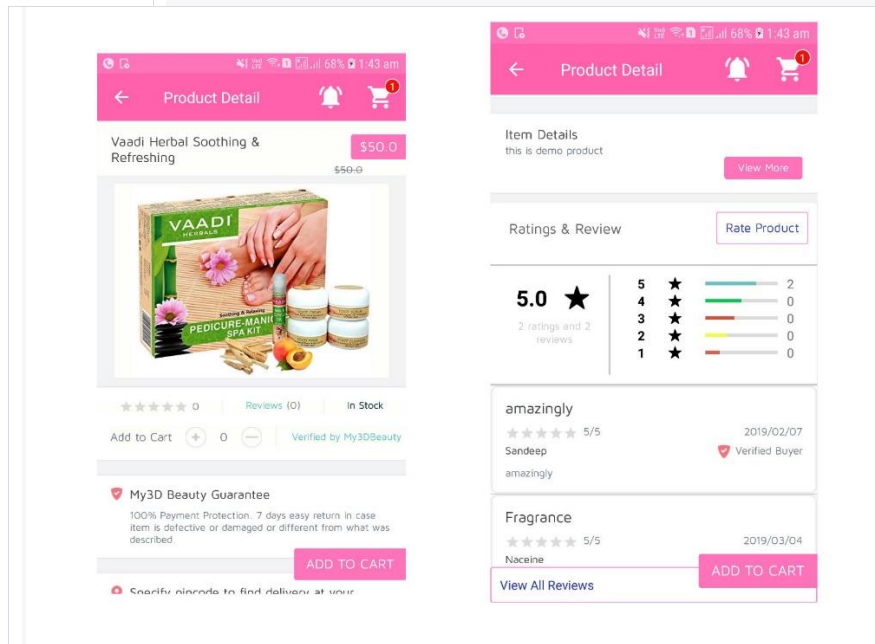 68% 1:43 am
Product Detail
1
Vaadi Herbal Soothing &
Refreshing
$50.0
$50.0
VAADI
HERBALS
Soothing & Relaxing
PEDICURE-MANIC
SPA KIT
0
Reviews (0)
In Stock
Add to Cart
0
Verified by My3DBeauty
My3D Beauty Guarantee
100% Payment Protection. 7 days easy return in case
item is defective or damaged or different from what was
described
ADD TO CART
Specify pincode to find delivery at your
68% 1:43 am
Product Detail
1
Item Details
this is demo product
View More
Ratings & Review
Rate Product
5.0
2 ratings and 2
reviews
5 2
4 0
3 0
2 0
1 0
amazingly
5/5
2019/02/07
Sandeep
Verified Buyer
amazingly
Fragrance
5/5
2019/03/04
Naceine
ADD TO CART
View All Reviews